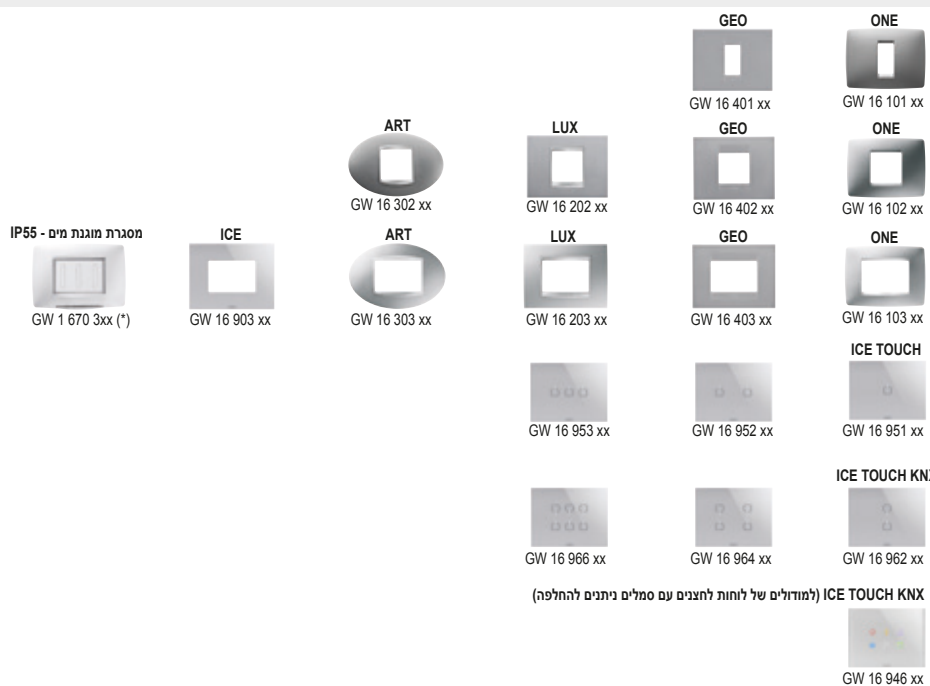 GEO ONE
GW 16 401 xx GW 16 101 xx
ART LUX GEO ONE
GW 16 302 xx GW 16 202 xx GW 16 402 xx GW 16 102 xx
מסגרת מוגנת מים - IP55 ICE ART LUX GEO ONE
GW 1 670 3xx (*) GW 16 903 xx GW 16 303 xx GW 16 203 xx GW 16 403 xx GW 16 103 xx
ICE TOUCH
GW 16 953 xx GW 16 952 xx GW 16 951 xx
ICE TOUCH KNX
GW 16 966 xx GW 16 964 xx GW 16 962 xx
ICE TOUCH KNX (למודולים של לוחות לחצנים עם סמלים ניתנים להחלפה)
GW 16 946 xx